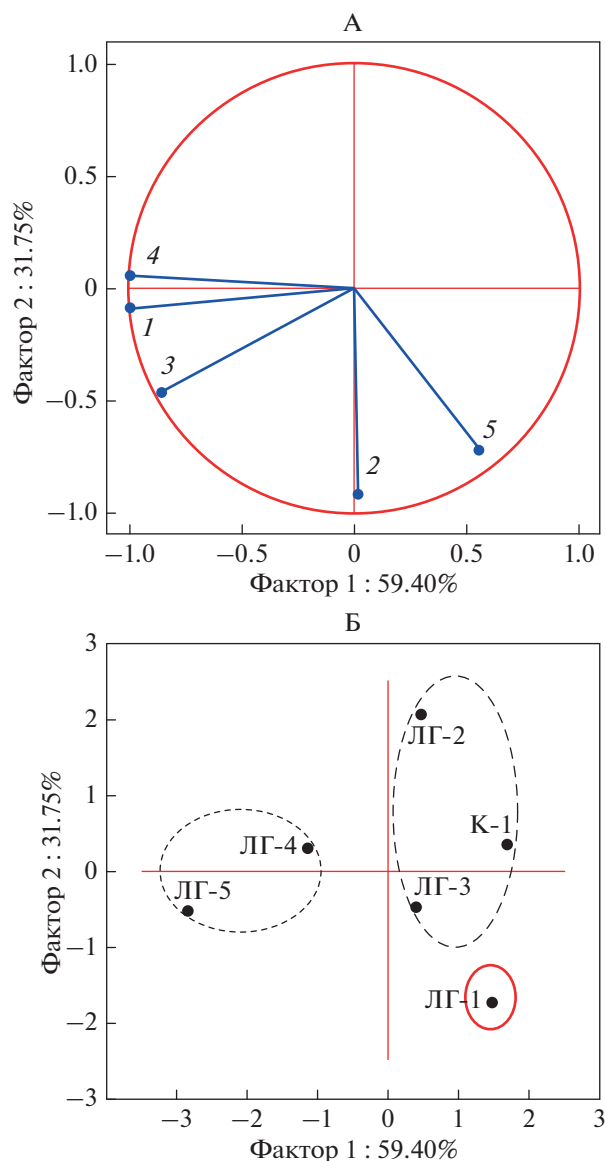 А
1.0
0.5
0
−0.5
−1.0
Фактор 2 : 31.75%
4
1
3
2
5
−1.0 −0.5 0 0.5 1.0
Фактор 1 : 59.40%
Б
3
2
1
0
−1
−2
−3
Фактор 2 : 31.75%
ЛГ-2
К-1
ЛГ-4
ЛГ-5
ЛГ-3
ЛГ-1
−3 −2 −1 0 1 2 3
Фактор 1 : 59.40%